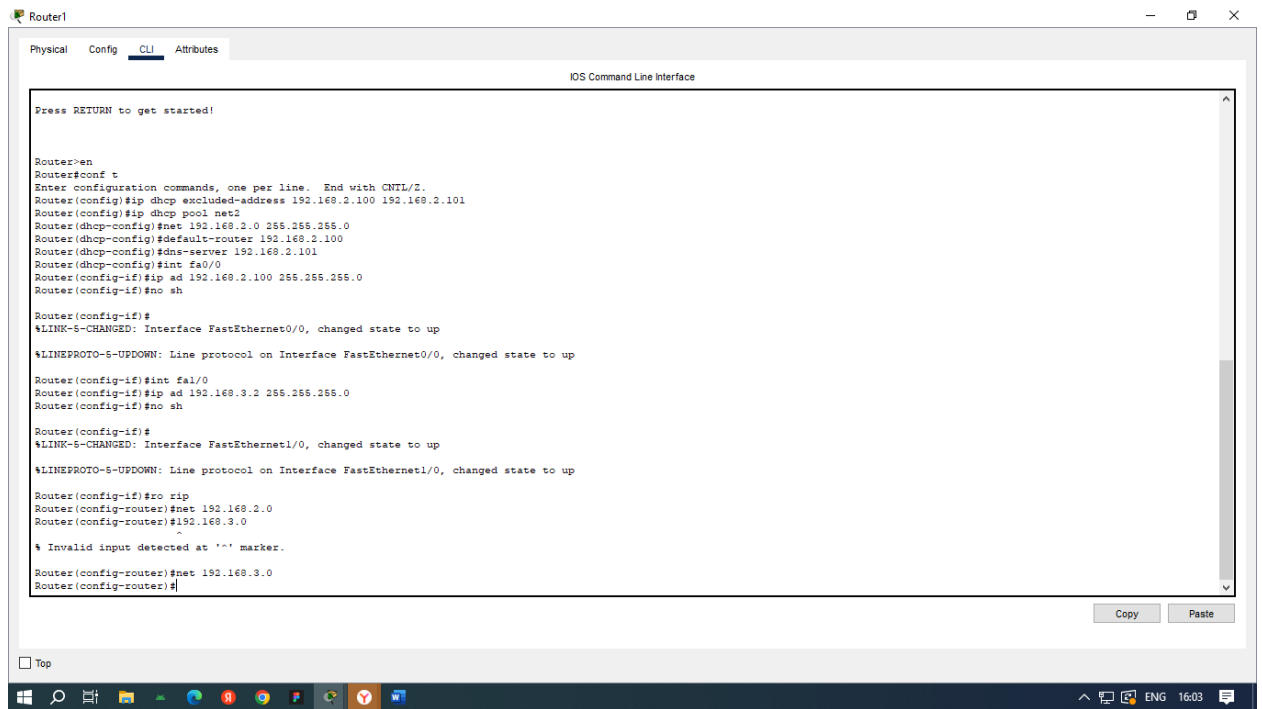 Router1
Physical Config CLI Attributes
IOS Command Line Interface
Press RETURN to get started!
Router>en
Router#conf t
Enter configuration commands, one per line. End with CNTL/Z.
Router(config)#ip dhcp excluded-address 192.168.2.100 192.168.2.101
Router(config)#ip dhcp pool net2
Router(dhcp-config)#net 192.168.2.0 255.255.255.0
Router(dhcp-config)#default-router 192.168.2.100
Router(dhcp-config)#dns-server 192.168.2.101
Router(dhcp-config)#int fa0/0
Router(config-if)#ip ad 192.168.2.100 255.255.255.0
Router(config-if)#no sh
Router(config-if)#
%LINK-5-CHANGED: Interface FastEthernet0/0, changed state to up
%LINEPROTO-5-UPDOWN: Line protocol on Interface FastEthernet0/0, changed state to up
Router(config-if)#int fa1/0
Router(config-if)#ip ad 192.168.3.2 255.255.255.0
Router(config-if)#no sh
Router(config-if)#
%LINK-5-CHANGED: Interface FastEthernet1/0, changed state to up
%LINEPROTO-5-UPDOWN: Line protocol on Interface FastEthernet1/0, changed state to up
Router(config-if)#ro rip
Router(config-router)#net 192.168.2.0
Router(config-router)#192.168.3.0
^
% Invalid input detected at '^' marker.
Router(config-router)#net 192.168.3.0
Router(config-router)#
Copy Paste
Top
ENG 16:03